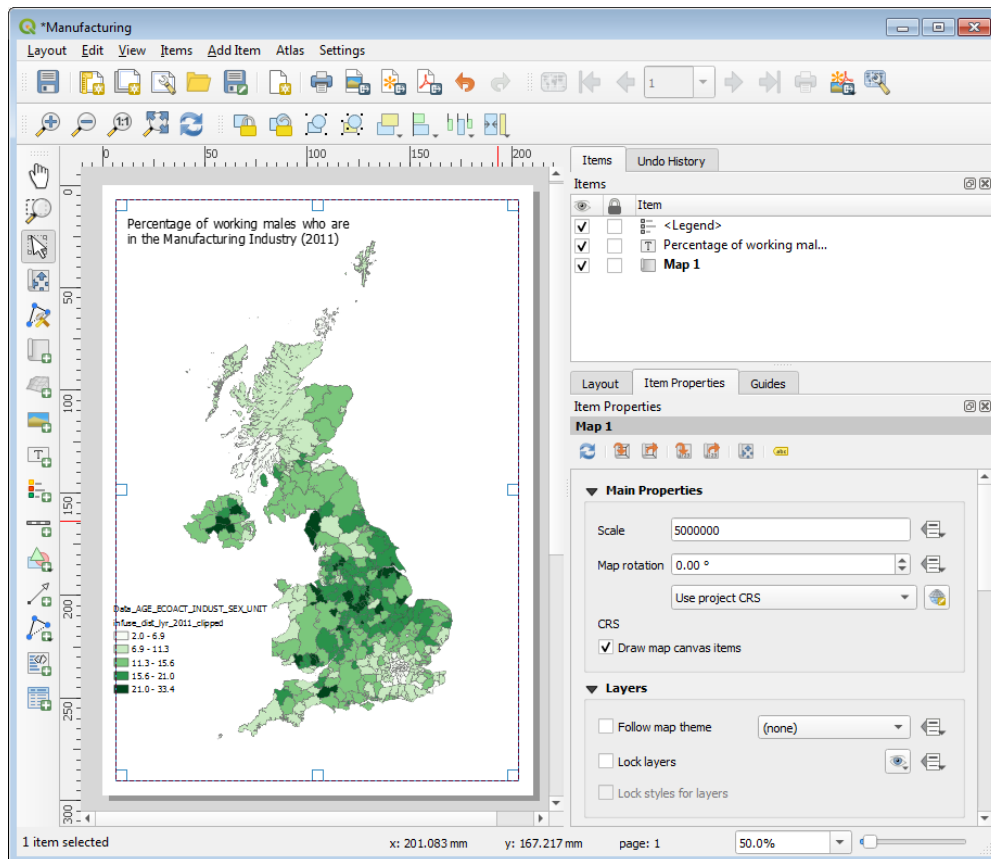 *Manufacturing
Layout Edit View Items Add Item Atlas Settings
1
1:1
0 50 100 150 200
0
50
100
150
200
250
300
Percentage of working males who are
in the Manufacturing Industry (2011)
Data_AGE_ECOACT_INDUST_SEX_UNIT
infuse_dist_lyr_2011_clipped
2.0 - 6.9
6.9 - 11.3
11.3 - 15.6
15.6 - 21.0
21.0 - 33.4
Items Undo History
Items
Item
<Legend>
T Percentage of working mal...
Map 1
Layout Item Properties Guides
Item Properties
Map 1
abc
Main Properties
Scale 5000000
Map rotation 0.00 °
Use project CRS
CRS
Draw map canvas items
Layers
Follow map theme (none)
Lock layers
Lock styles for layers
1 item selected x: 201.083 mm y: 167.217 mm page: 1 50.0%